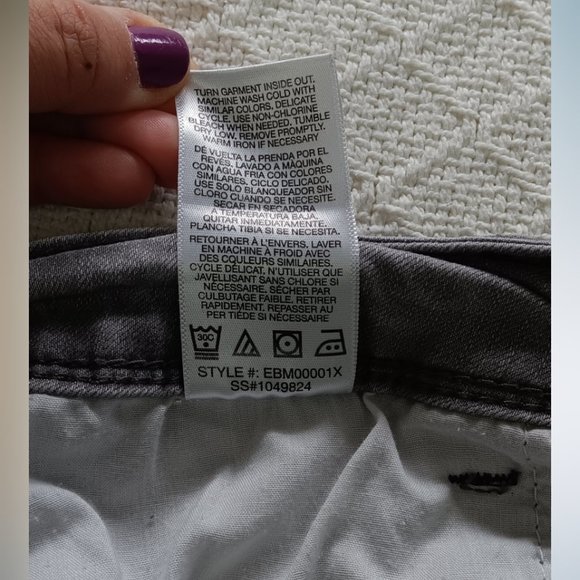 TURN GARMENT INSIDE OUT.
MACHINE WASH COLD WITH
SIMILAR COLORS. DELICATE
CYCLE. USE NON-CHLORINE
BLEACH WHEN NEEDED. TUMBLE
DRY LOW. REMOVE PROMPTLY.
WARM IRON IF NECESSARY
DÉ VUELTA LA PRENDA POR EL
REVÉS. LAVADO A MÁQUINA
CON AGUA FRIA CON COLORES
SIMILARES. CICLO DELICADO.
USE SOLO BLANQUEADOR SIN
CLORO CUANDO SE NECESITE.
SECAR EN SECADORA
A TEMPERATURA BAJA.
QUITAR INMEDIATAMENTE.
PLANCHA TIBIA SI SE NECESITA.
RETOURNER À L'ENVERS. LAVER
EN MACHINE À FROID AVEC
DES COULEURS SIMILAIRES.
CYCLE DÉLICAT. N'UTILISER QUE
JAVELLISANT SANS CHLORE SI
NÉCESSAIRE. SÉCHER PAR
CULBUTAGE FAIBLE. RETIRER
RAPIDEMENT. REPASSER AU
FER TIÉDE SI NÉCESSAIRE
30C
STYLE #: EBM00001X
SS#1049824